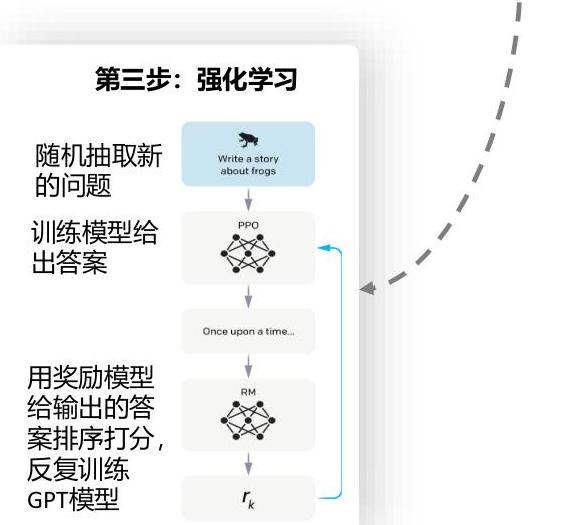 第三步：强化学习
随机抽取新
的问题
Write a story
about frogs
训练模型给
出答案
PPO
Once upon a time...
用奖励模型
给输出的答
案排序打分，
反复训练
GPT模型
RM
rk